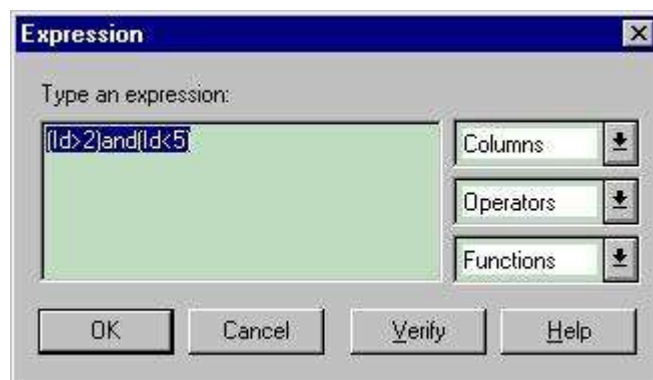 Expression
Type an expression:
(Id>2)and(Id<5)
Columns
Operators
Functions
OK Cancel Verify Help